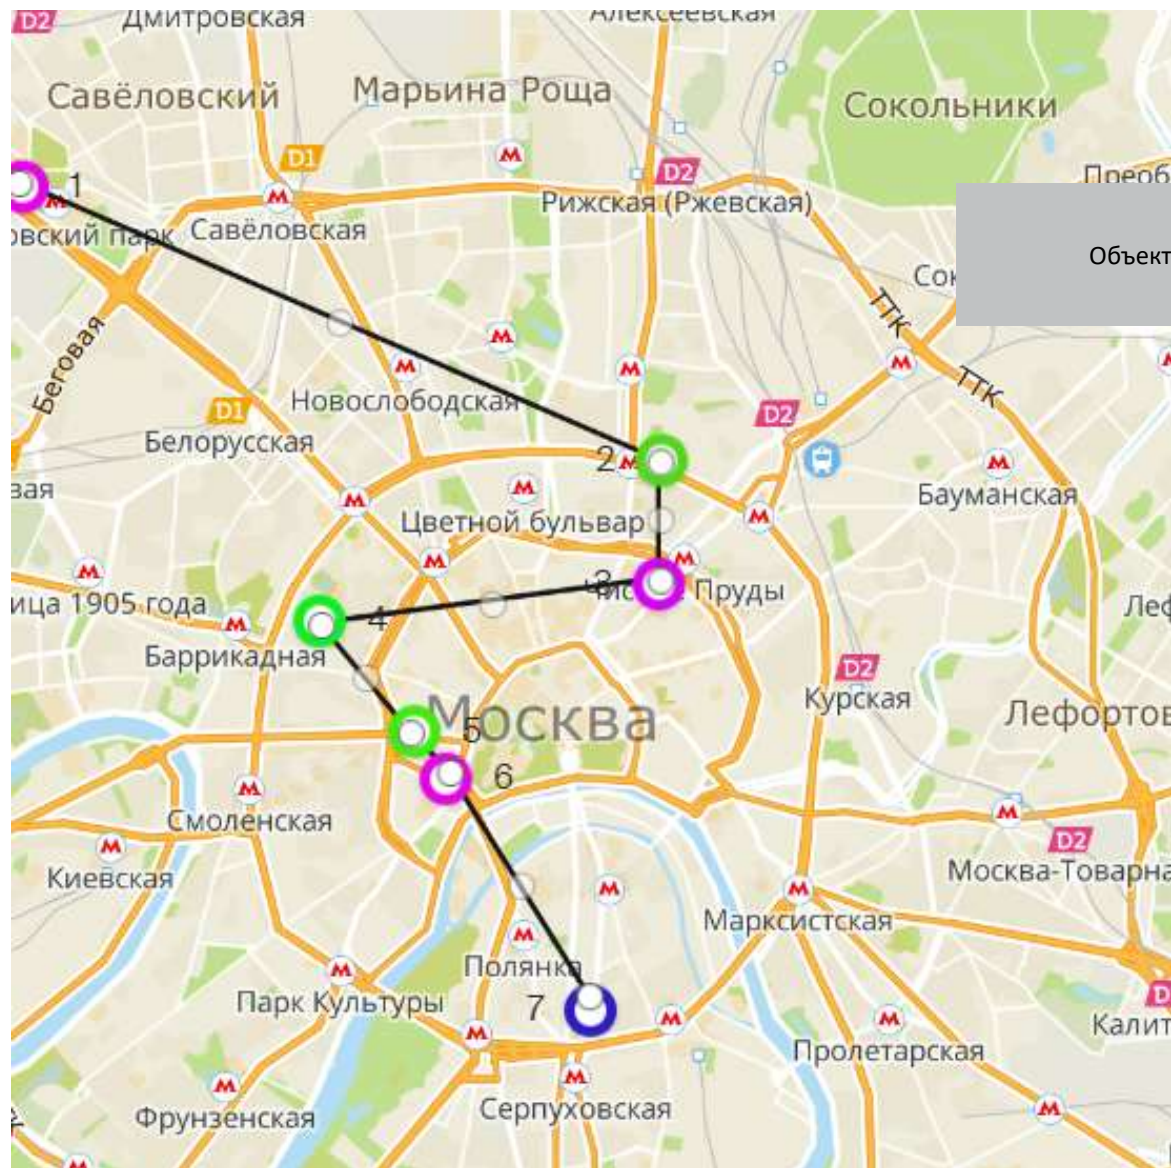 D2
Дмитровская
Алексеевская
Савёловский
Марьина Роща
Сокольники
D1
D2
Преоб
1
Рижская (Ржевская)
овский парк
Савёловская
Объект
Сок
ТТК
Беговая
ТТК
Новослободская
D1
D2
Белорусская
2
вая
Бауманская
Цветной бульвар
3
Пруды
ица 1905 года
4
Леф
Баррикадная
D2
Курская
Москва
5
Лефортов
6
Смоленская
D2
Киевская
Москва-Товарна
Марксистская
Полянка
7
Парк Культуры
D
Калит
Пролетарская
Фрунзенская
Серпуховская